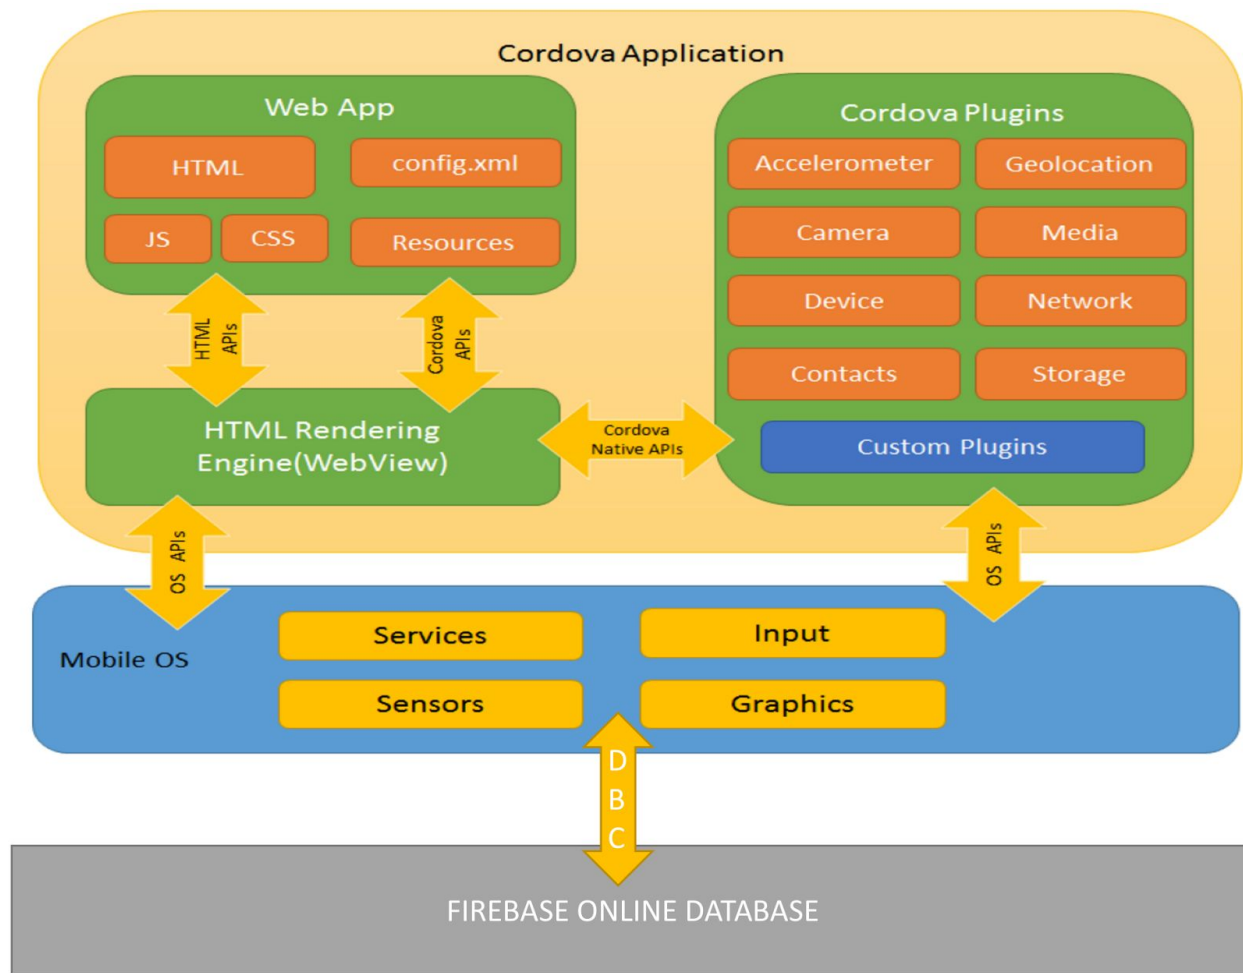 Cordova Application
Web App
HTML
config.xml
JS
CSS
Resources
HTML
APIs
Cordova
APIs
HTML Rendering
Engine(WebView)
Cordova
Native APIs
Cordova Plugins
Accelerometer
Geolocation
Camera
Media
Device
Network
Contacts
Storage
Custom Plugins
OS APIs
OS APIs
Mobile OS
Services
Input
Sensors
Graphics
D
B
C
FIREBASE ONLINE DATABASE